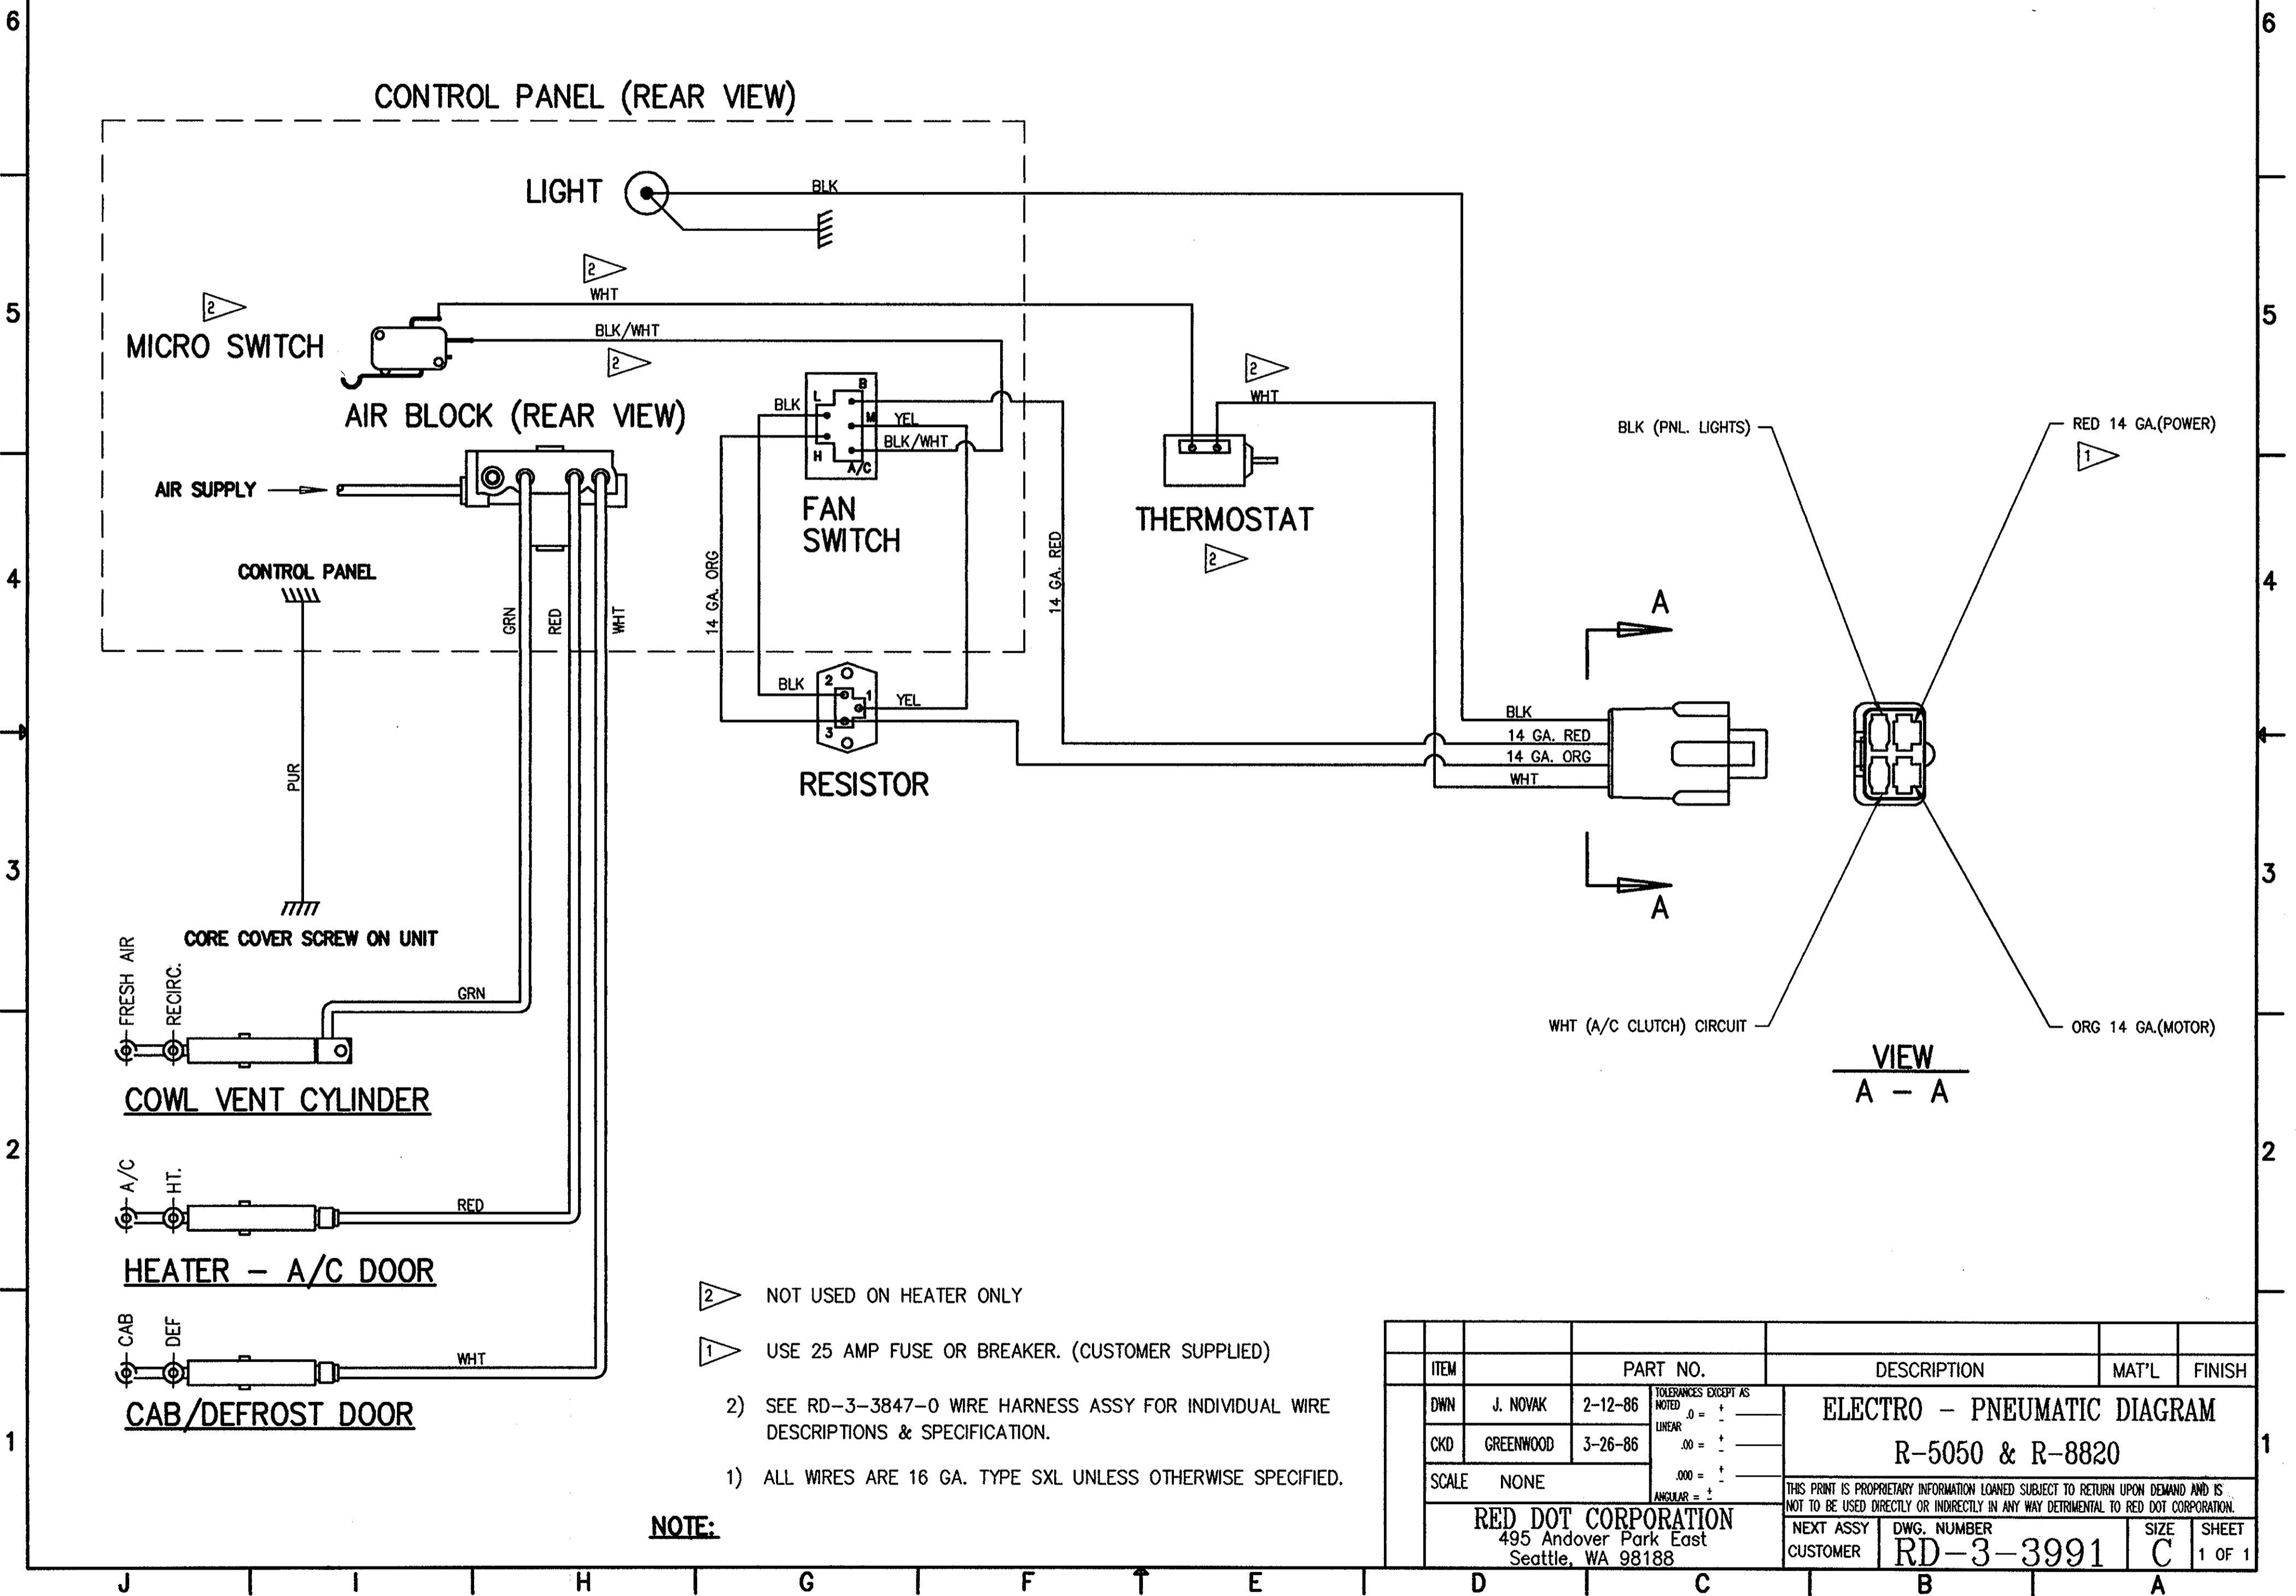 6
6
CONTROL PANEL (REAR VIEW)
LIGHT
BLK
2
WHT
2
MICRO SWITCH
BLK/WHT
2
5
5
AIR BLOCK (REAR VIEW)
AIR SUPPLY
BLK
L
B
M
H
A/C
YEL
BLK/WHT
FAN
SWITCH
2
WHT
THERMOSTAT
2
BLK (PNL. LIGHTS)
RED 14 GA.(POWER)
1
4
4
CONTROL PANEL
GRN
RED
WHT
14 GA. ORG
14 GA. RED
A
BLK
2
1
3
YEL
RESISTOR
BLK
14 GA. RED
14 GA. ORG
WHT
PUR
3
3
A
CORE COVER SCREW ON UNIT
FRESH AIR
RECIRC.
GRN
COWL VENT CYLINDER
WHT (A/C CLUTCH) CIRCUIT
ORG 14 GA.(MOTOR)
VIEW
A - A
2
2
A/C
HT.
RED
HEATER - A/C DOOR
CAB
DEF
WHT
CAB/DEFROST DOOR
1
1
2 NOT USED ON HEATER ONLY
1 USE 25 AMP FUSE OR BREAKER. (CUSTOMER SUPPLIED)
2) SEE RD-3-3847-0 WIRE HARNESS ASSY FOR INDIVIDUAL WIRE
DESCRIPTIONS & SPECIFICATION.
1) ALL WIRES ARE 16 GA. TYPE SXL UNLESS OTHERWISE SPECIFIED.
NOTE:
ITEM PART NO. DESCRIPTION MAT'L FINISH
DWN J. NOVAK 2-12-86
CKD GREENWOOD 3-26-86
SCALE NONE
TOLERANCES EXCEPT AS
NOTED .0 = + -
LINEAR
.00 = + -
.000 = + -
ANGULAR = + -
ELECTRO - PNEUMATIC DIAGRAM
R-5050 & R-8820
THIS PRINT IS PROPRIETARY INFORMATION LOANED SUBJECT TO RETURN UPON DEMAND AND IS
NOT TO BE USED DIRECTLY OR INDIRECTLY IN ANY WAY DETRIMENTAL TO RED DOT CORPORATION.
RED DOT CORPORATION
495 Andover Park East
Seattle, WA 98188
NEXT ASSY
CUSTOMER
DWG. NUMBER
RD-3-3991
SIZE
C
SHEET
1 OF 1
J I H G F E D C B A